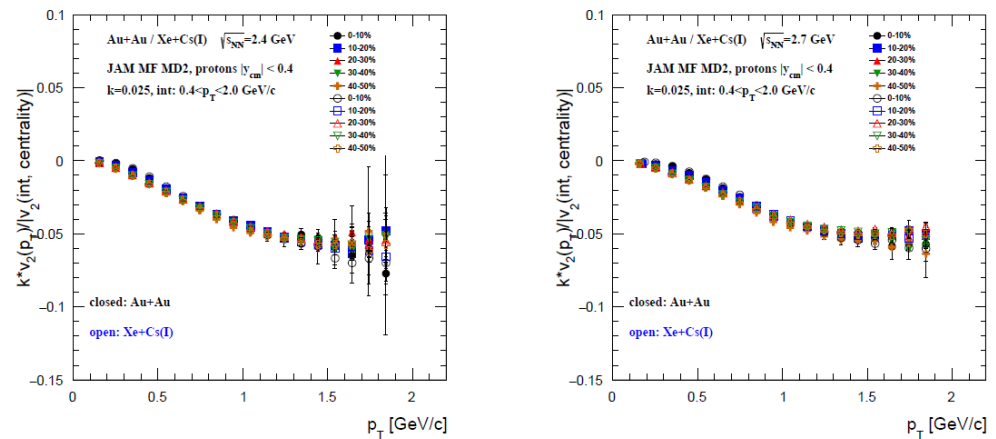 0.1
0.05
0
−0.05
−0.1
−0.15
k*v2(pT)/|v2(int, centrality)|
Au+Au / Xe+Cs(I) √sNN=2.4 GeV
JAM MF MD2, protons |ycm| < 0.4
k=0.025, int: 0.4<pT<2.0 GeV/c
0-10%
10-20%
20-30%
30-40%
40-50%
0-10%
10-20%
20-30%
30-40%
40-50%
closed: Au+Au
open: Xe+Cs(I)
0 0.5 1 1.5 2
pT [GeV/c]
0.1
0.05
0
−0.05
−0.1
−0.15
k*v2(pT)/|v2(int, centrality)|
Au+Au / Xe+Cs(I) √sNN=2.7 GeV
JAM MF MD2, protons |ycm| < 0.4
k=0.025, int: 0.4<pT<2.0 GeV/c
0-10%
10-20%
20-30%
30-40%
40-50%
0-10%
10-20%
20-30%
30-40%
40-50%
closed: Au+Au
open: Xe+Cs(I)
0 0.5 1 1.5 2
pT [GeV/c]